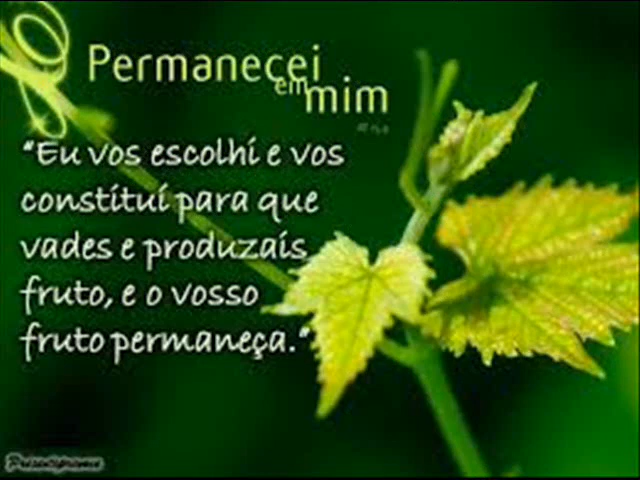 Permanecei
em
mim
"Eu vos escolhi e vos
constituí para que
vades e produzais
fruto, e o vosso
fruto permaneça."